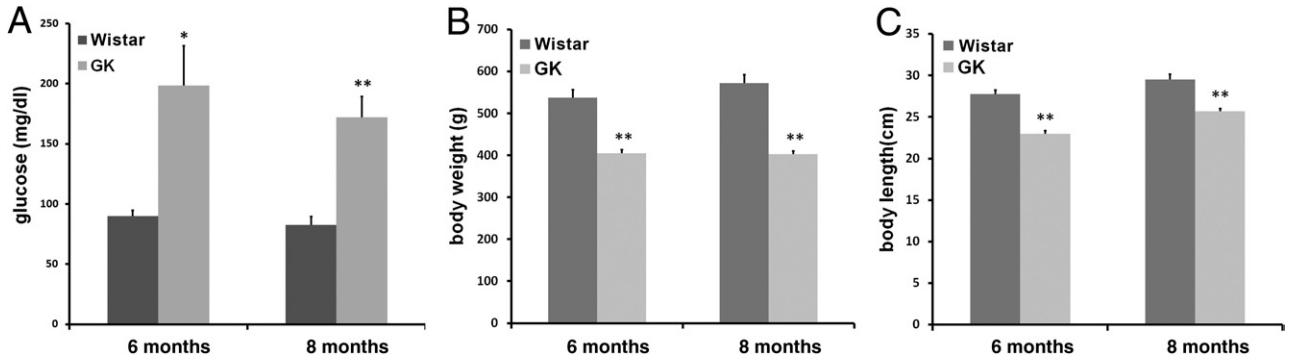 A
glucose (mg/dl)
250
200
150
100
50
0
Wistar
GK
*
**
6 months
8 months
B
body weight (g)
700
600
500
400
300
200
100
0
Wistar
GK
**
**
6 months
8 months
C
body length(cm)
35
30
25
20
15
10
5
0
Wistar
GK
**
**
6 months
8 months